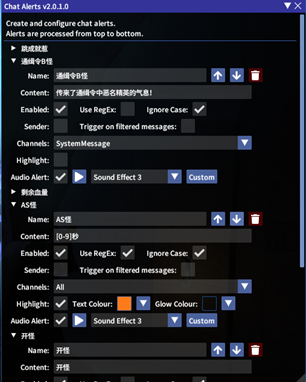 Chat Alerts v2.0.1.0
Create and configure chat alerts.
Alerts are processed from top to bottom.
跳成就惹
通缉令B怪
Name: 通缉令B怪
Content: 传来了通缉令中恶名精英的气息!
Enabled: Use RegEx: Ignore Case:
Sender: Trigger on filtered messages:
Channels: SystemMessage
Highlight:
Audio Alert: Sound Effect 3 Custom
剩余血量
AS怪
Name: AS怪
Content: [0-9]秒
Enabled: Use RegEx: Ignore Case:
Sender: Trigger on filtered messages:
Channels: All
Highlight: Text Colour: Glow Colour:
Audio Alert: Sound Effect 3 Custom
开怪
Name: 开怪
Content: 开怪